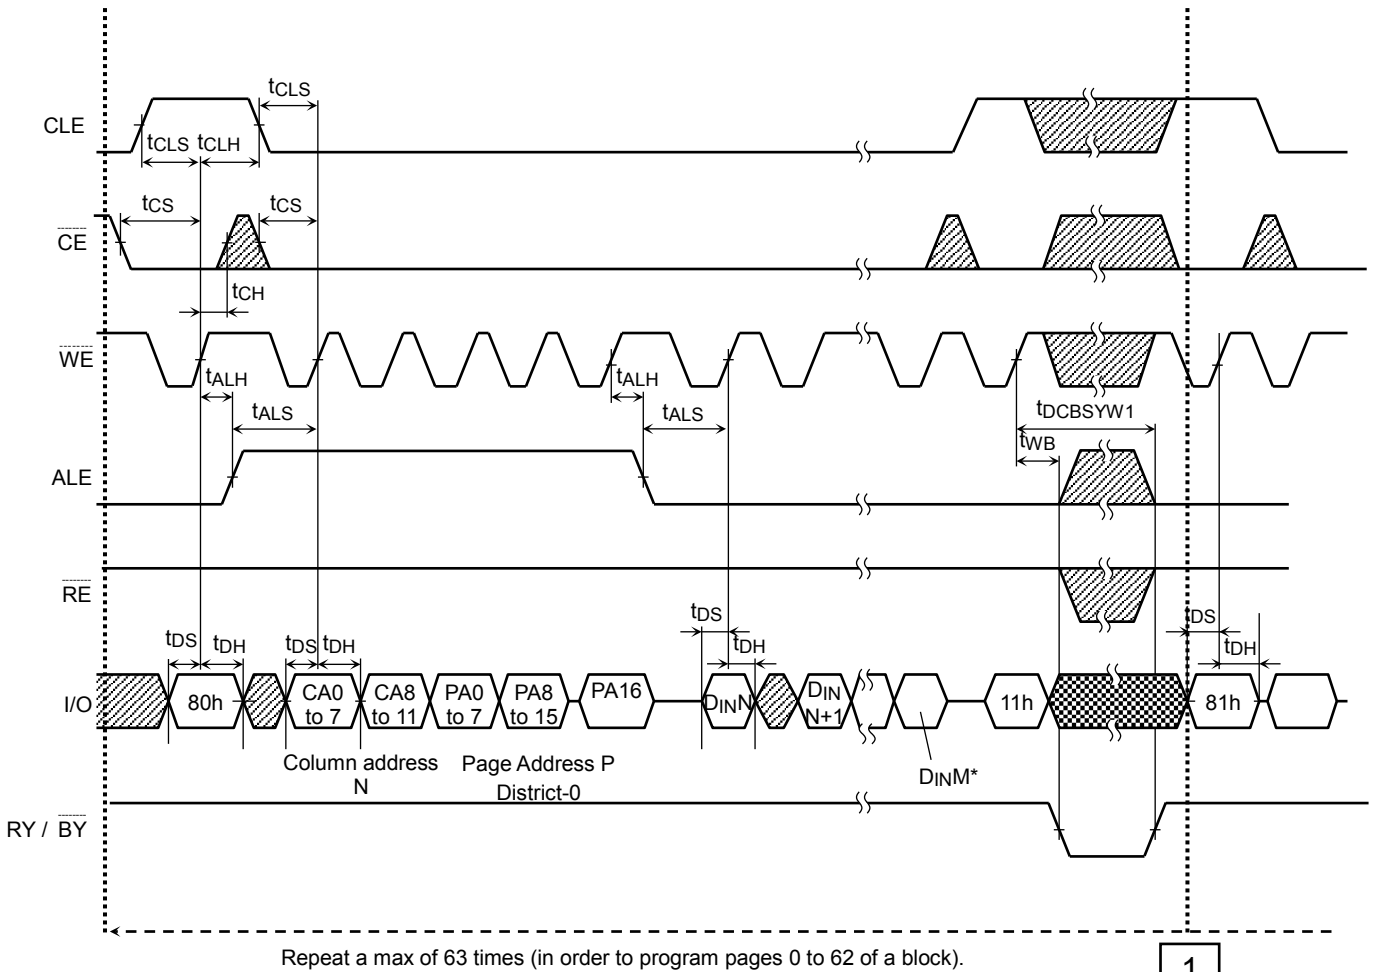 tCLS
CLE
tCLS tCLH
tCS tCS
CE
tCH
WE
tALH tALH
tALS tALS tDCBSYW1
tWB
ALE
RE
tDS tDH tDS tDH tDS tDH tDS tDH
I/O 80h CA0 to 7 CA8 to 11 PA0 to 7 PA8 to 15 PA16 DINN DIN N+1 11h 81h
Column address N
Page Address P
District-0
DINM*
RY / BY
Repeat a max of 63 times (in order to program pages 0 to 62 of a block).
1